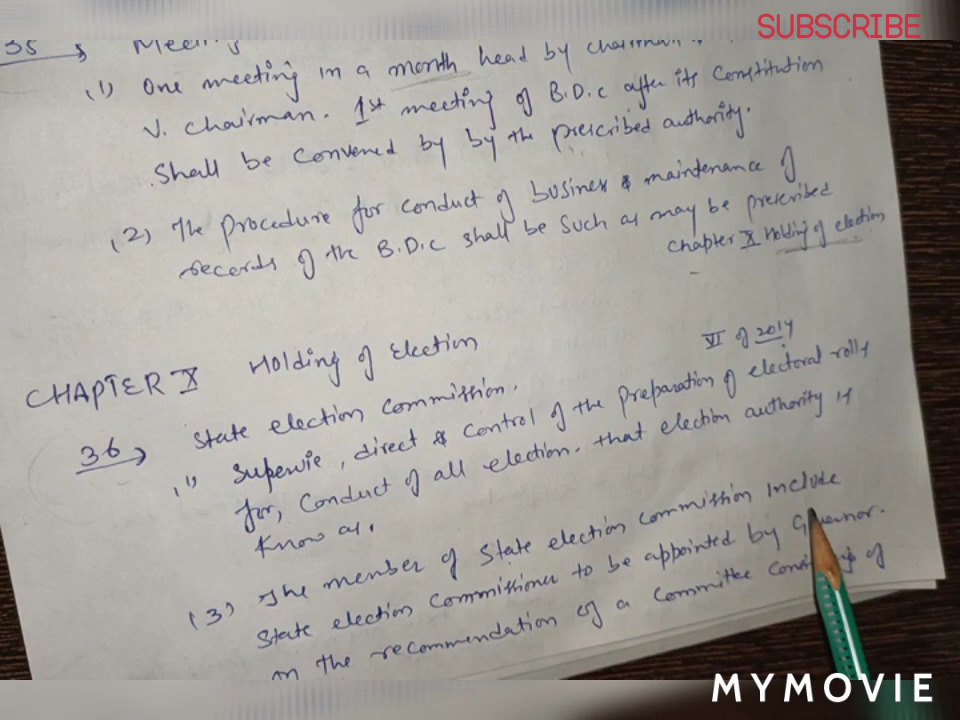 SUBSCRIBE
35 → Meeting
(1) One meeting in a month head by chairman.
V. chairman. 1st meeting of B.D.C after its Constitution
Shall be Convened by by the prescribed authority.
(2) The procedure for conduct of business & maintenance of
records of the B.D.C shall be such as may be prescribed
chapter X Holding of election
CHAPTER X Holding of Election
VI of 2014
36 → State election Commission.
(1) Supervie, direct & Control of the preparation of electoral rolls
for, Conduct of all election. that election authority is
Know as.
(3) The member of State election Commission Include
State election Commissioner to be appointed by Governor.
on the recommendation of a Committee of
MYMOVIE